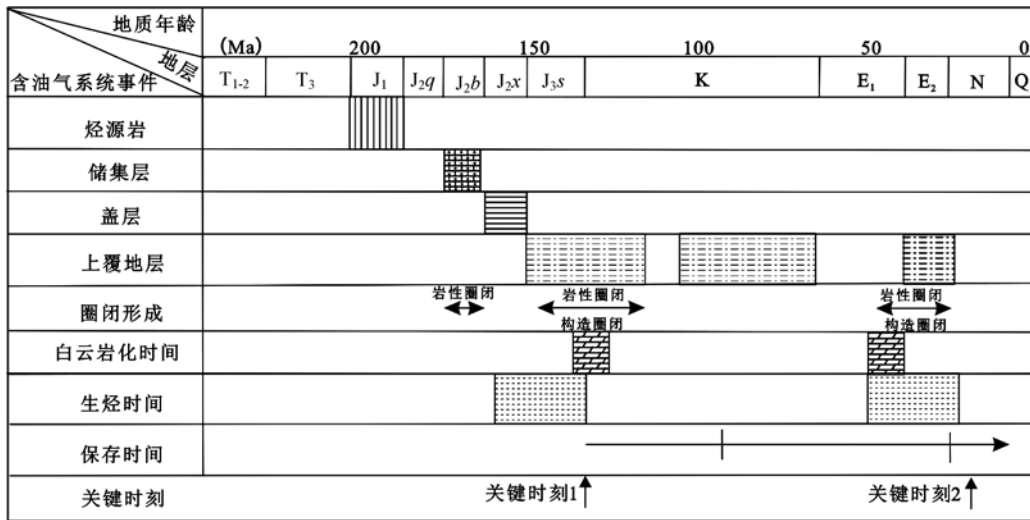 地质年龄
地层
含油气系统事件
(Ma) 200 150 100 50 0
T1-2 T3 J1 J2q J2b J2x J3s K E1 E2 N Q
烃源岩
储集层
盖层
上覆地层
圈闭形成
岩性圈闭 岩性圈闭 岩性圈闭
构造圈闭 构造圈闭
白云岩化时间
生烃时间
保存时间
关键时刻
关键时刻1 关键时刻2